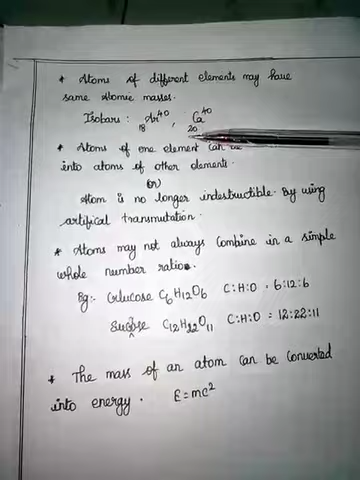 * Atoms of different elements may have
same Atomic masses.
Isobars : ₁₈Ar⁴⁰, ₂₀Ca⁴⁰
* Atoms of one element can be
into atoms of other elements.
(or)
Atom is no longer indestructible. By using
artifical transmutation.
* Atoms may not always combine in a simple
whole number ratio.
Eg:- Glucose C₆H₁₂O₆ C:H:O = 6:12:6
Sucrose C₁₂H₂₂O₁₁ C:H:O = 12:22:11
* The mass of an atom can be converted
into energy. E=mc²